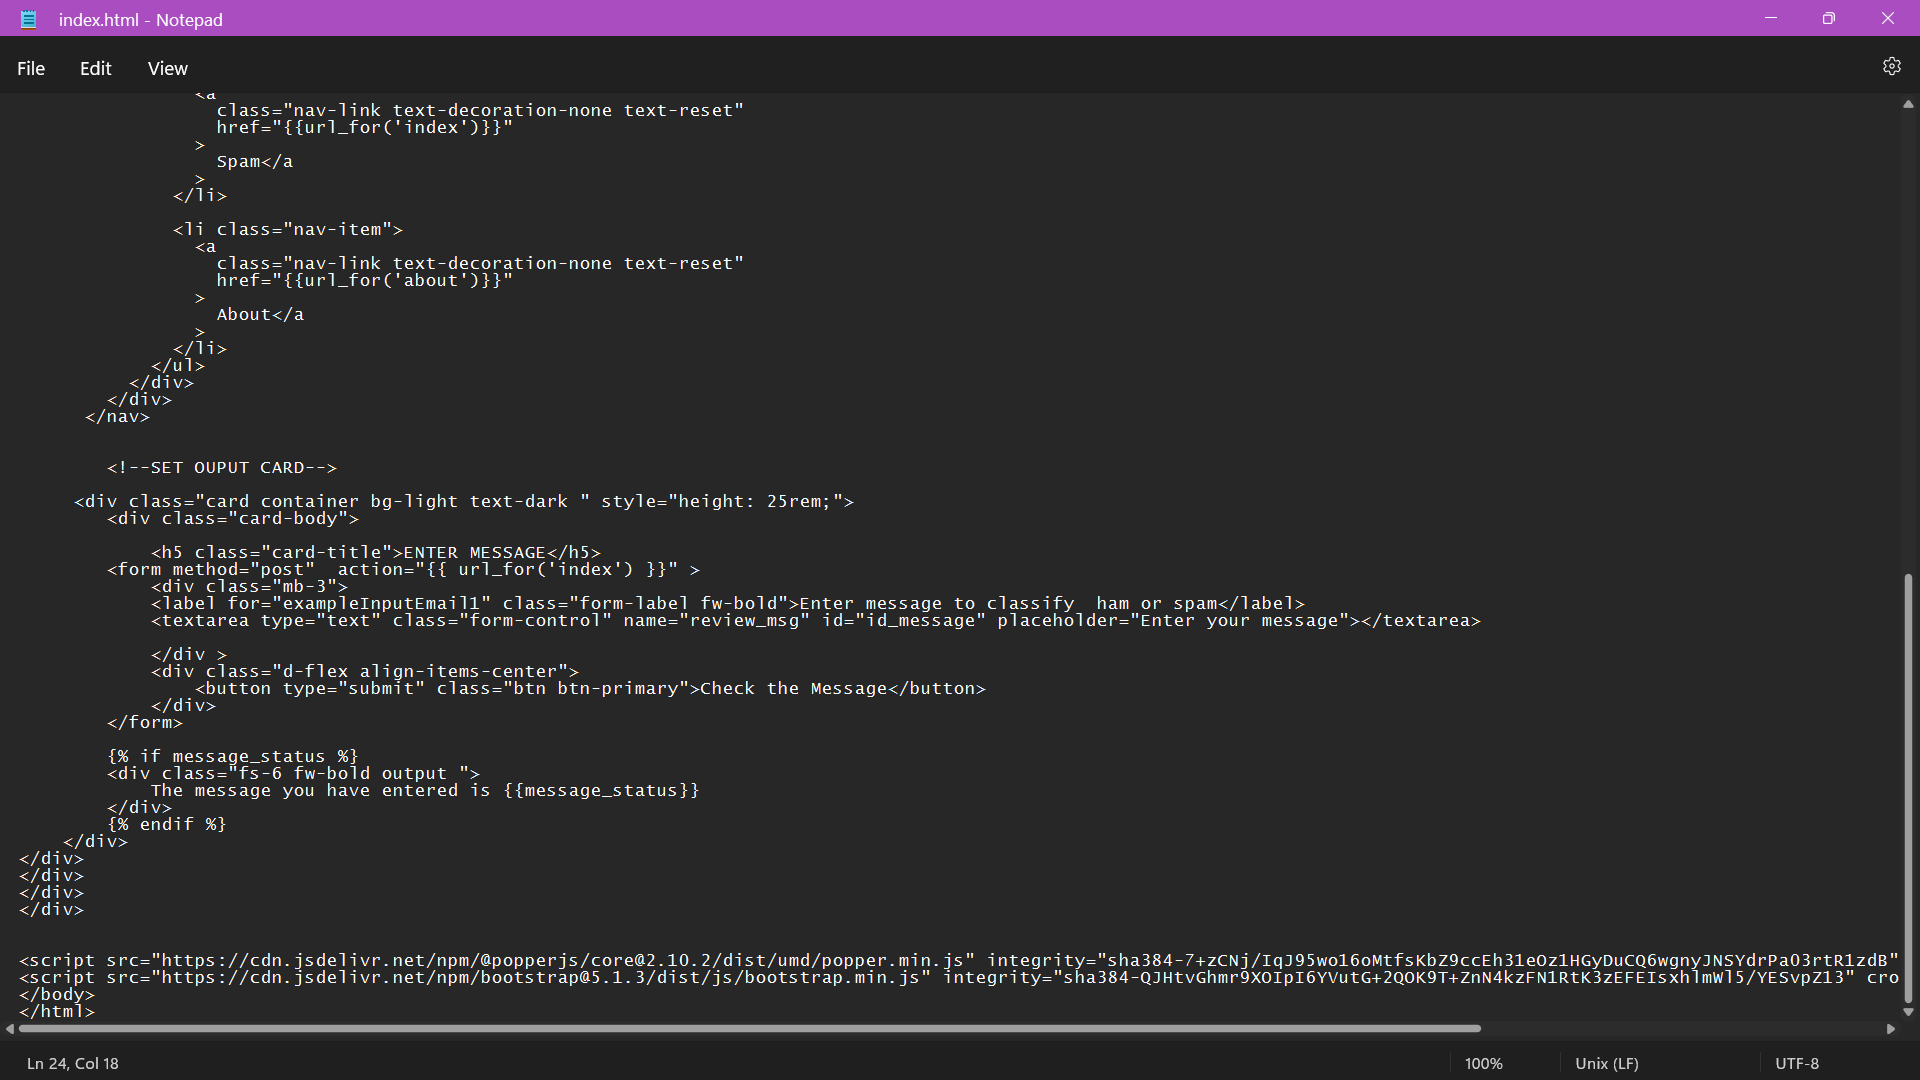 index.html - Notepad
File Edit View
<a
class="nav-link text-decoration-none text-reset"
href="{{url_for('index')}}"
>
Spam</a
>
</li>
<li class="nav-item">
<a
class="nav-link text-decoration-none text-reset"
href="{{url_for('about')}}"
>
About</a
>
</li>
</ul>
</div>
</div>
</nav>
<!--SET OUPUT CARD-->
<div class="card container bg-light text-dark " style="height: 25rem;">
<div class="card-body">
<h5 class="card-title">ENTER MESSAGE</h5>
<form method="post"  action="{{ url_for('index') }}" >
<div class="mb-3">
<label for="exampleInputEmail1" class="form-label fw-bold">Enter message to classify  ham or spam</label>
<textarea type="text" class="form-control" name="review_msg" id="id_message" placeholder="Enter your message"></textarea>
</div >
<div class="d-flex align-items-center">
<button type="submit" class="btn btn-primary">Check the Message</button>
</div>
</form>
{% if message_status %}
<div class="fs-6 fw-bold output ">
The message you have entered is {{message_status}}
</div>
{% endif %}
</div>
</div>
</div>
</div>
</div>
<script src="https://cdn.jsdelivr.net/npm/@popperjs/core@2.10.2/dist/umd/popper.min.js" integrity="sha384-7+zCNj/IqJ95wo16oMtfsKbZ9ccEh31eOz1HGyDuCQ6wgnyJNSYdrPa03rtR1zdB"
<script src="https://cdn.jsdelivr.net/npm/bootstrap@5.1.3/dist/js/bootstrap.min.js" integrity="sha384-QJHtvGhmr9XOIpI6YVutG+2QOK9T+ZnN4kzFN1RtK3zEFEIsxhlmWl5/YESvpZ13" cro
</body>
</html>
Ln 24, Col 18
100%
Unix (LF)
UTF-8